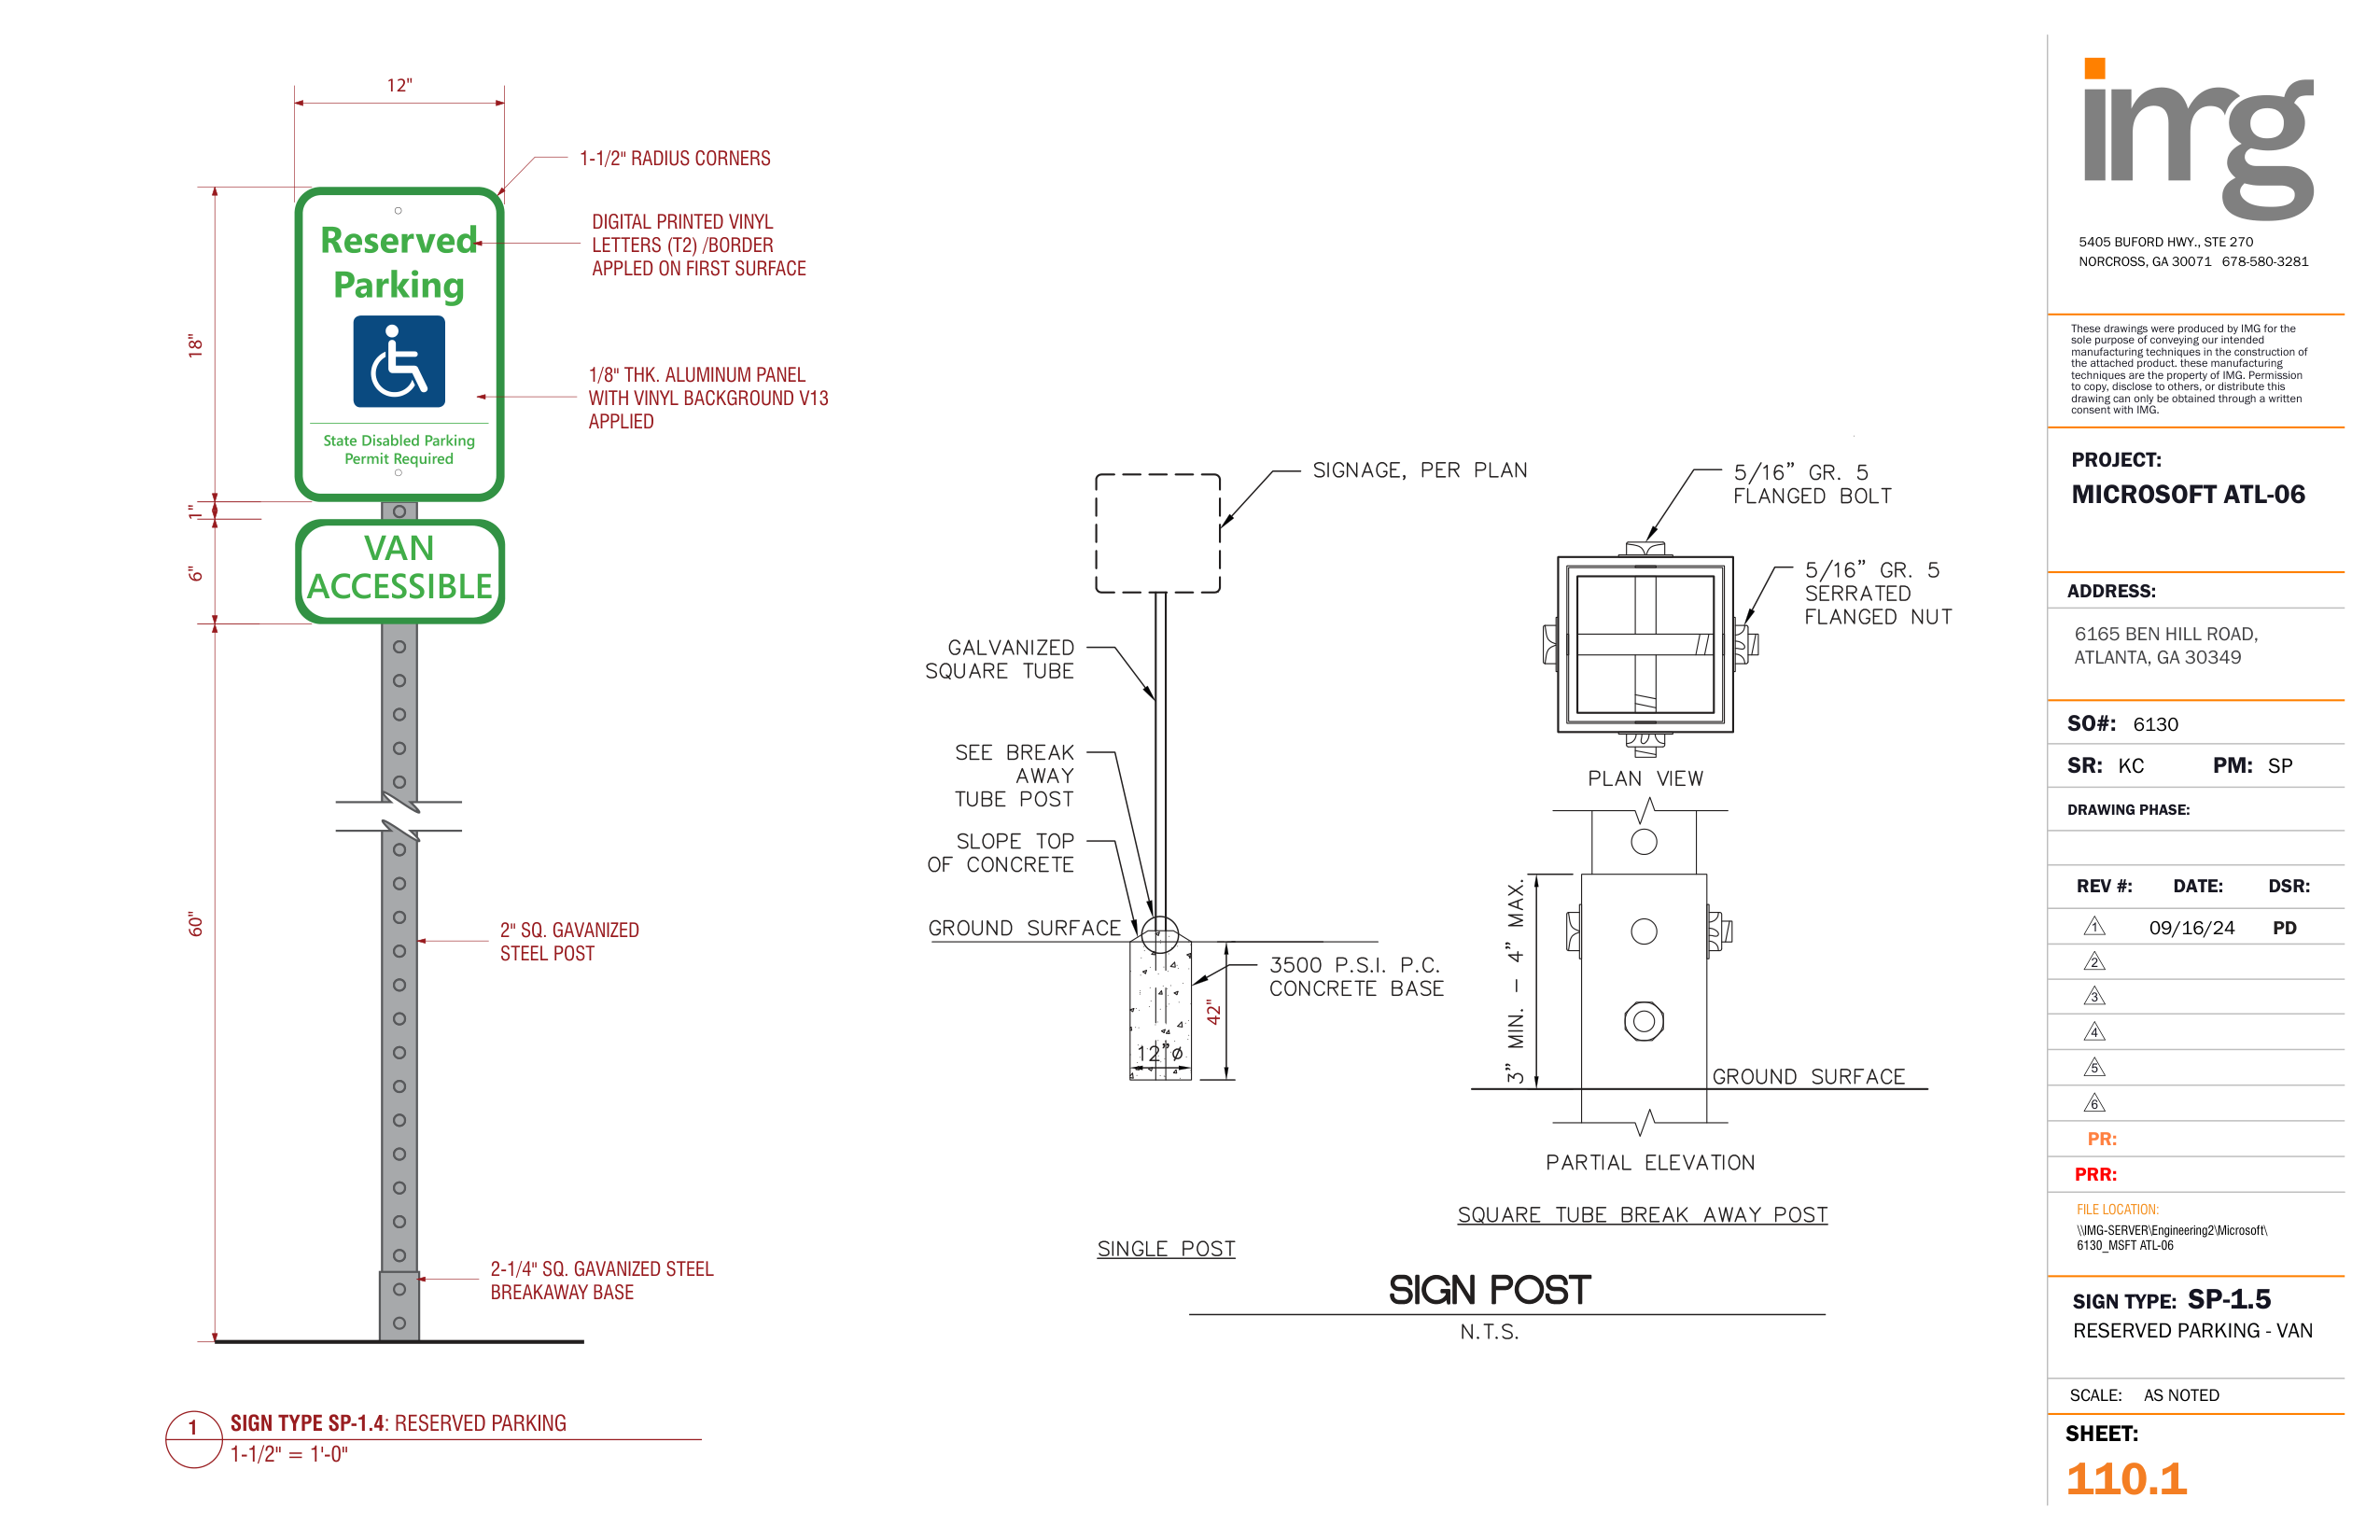 12"
1-1/2" RADIUS CORNERS
DIGITAL PRINTED VINYL
LETTERS (T2) /BORDER
APPLED ON FIRST SURFACE
1/8" THK. ALUMINUM PANEL
WITH VINYL BACKGROUND V13
APPLIED
18"
1"
6"
60"
Reserved
Parking
State Disabled Parking
Permit Required
VAN
ACCESSIBLE
2" SQ. GAVANIZED
STEEL POST
2-1/4" SQ. GAVANIZED STEEL
BREAKAWAY BASE
1
SIGN TYPE SP-1.4: RESERVED PARKING
1-1/2" = 1'-0"
SIGNAGE, PER PLAN
GALVANIZED
SQUARE TUBE
SEE BREAK
AWAY
TUBE POST
SLOPE TOP
OF CONCRETE
GROUND SURFACE
3500 P.S.I. P.C.
CONCRETE BASE
42"
12”ø
SINGLE POST
5/16” GR. 5
FLANGED BOLT
5/16” GR. 5
SERRATED
FLANGED NUT
PLAN VIEW
3” MIN. – 4” MAX.
GROUND SURFACE
PARTIAL ELEVATION
SQUARE TUBE BREAK AWAY POST
SIGN POST
N.T.S.
img
5405 BUFORD HWY., STE 270
NORCROSS, GA 30071 678-580-3281
These drawings were produced by IMG for the
sole purpose of conveying our intended
manufacturing techniques in the construction of
the attached product. these manufacturing
techniques are the property of IMG. Permission
to copy, disclose to others, or distribute this
drawing can only be obtained through a written
consent with IMG.
PROJECT:
MICROSOFT ATL-06
ADDRESS:
6165 BEN HILL ROAD,
ATLANTA, GA 30349
SO#: 6130
SR: KC PM: SP
DRAWING PHASE:
REV #: DATE: DSR:
1 09/16/24 PD
2
3
4
5
6
PR:
PRR:
FILE LOCATION:
\\IMG-SERVER\Engineering2\Microsoft\
6130_MSFT ATL-06
SIGN TYPE: SP-1.5
RESERVED PARKING - VAN
SCALE: AS NOTED
SHEET:
110.1